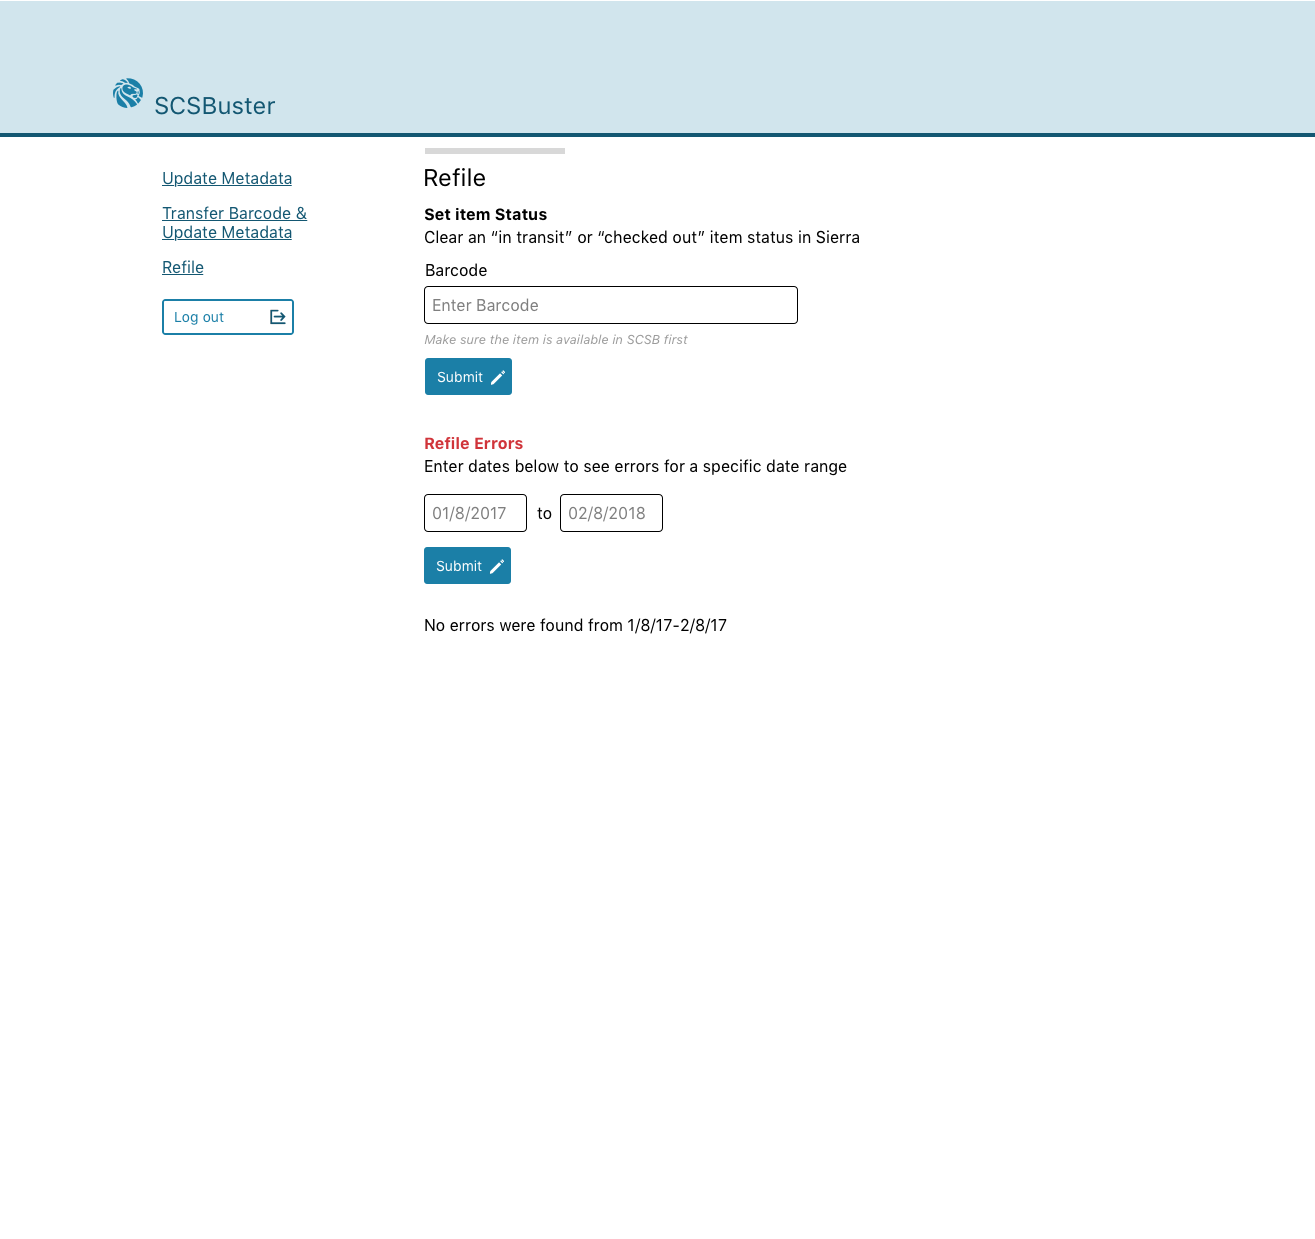 SCSBuster
Update Metadata
Transfer Barcode &
Update Metadata
Refile
Log out
Refile
Set item Status
Clear an “in transit” or “checked out” item status in Sierra
Barcode
Enter Barcode
Make sure the item is available in SCSB first
Submit
Refile Errors
Enter dates below to see errors for a specific date range
01/8/2017 to 02/8/2018
Submit
No errors were found from 1/8/17-2/8/17